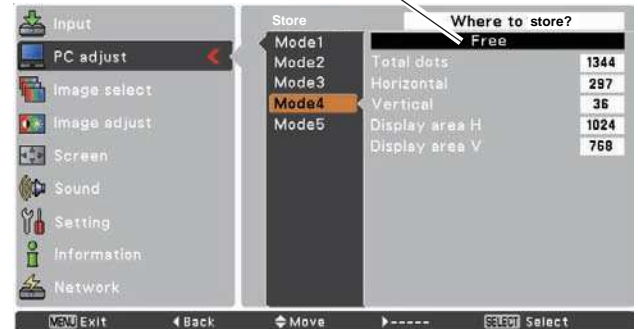 Input
PC adjust
Image select
Image adjust
Screen
Sound
Setting
Information
Network
Store
Mode1
Mode2
Mode3
Mode4
Mode5
Where to store?
Free
Total dots 1344
Horizontal 297
Vertical 36
Display area H 1024
Display area V 768
MENU Exit Back Move ----- SELECT Select